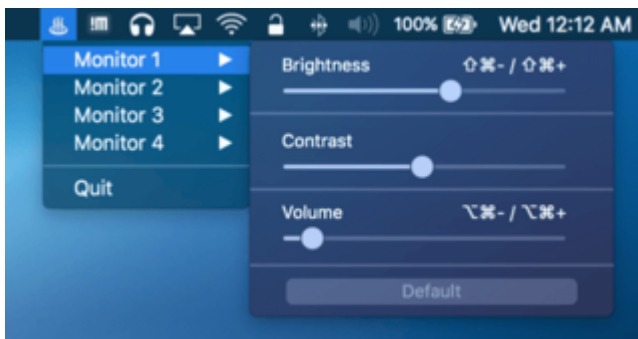 100% Wed 12:12 AM
Monitor 1
Monitor 2
Monitor 3
Monitor 4
Quit
Brightness ⇧⌘- / ⇧⌘+
Contrast
Volume ⌥⌘- / ⌥⌘+
Default